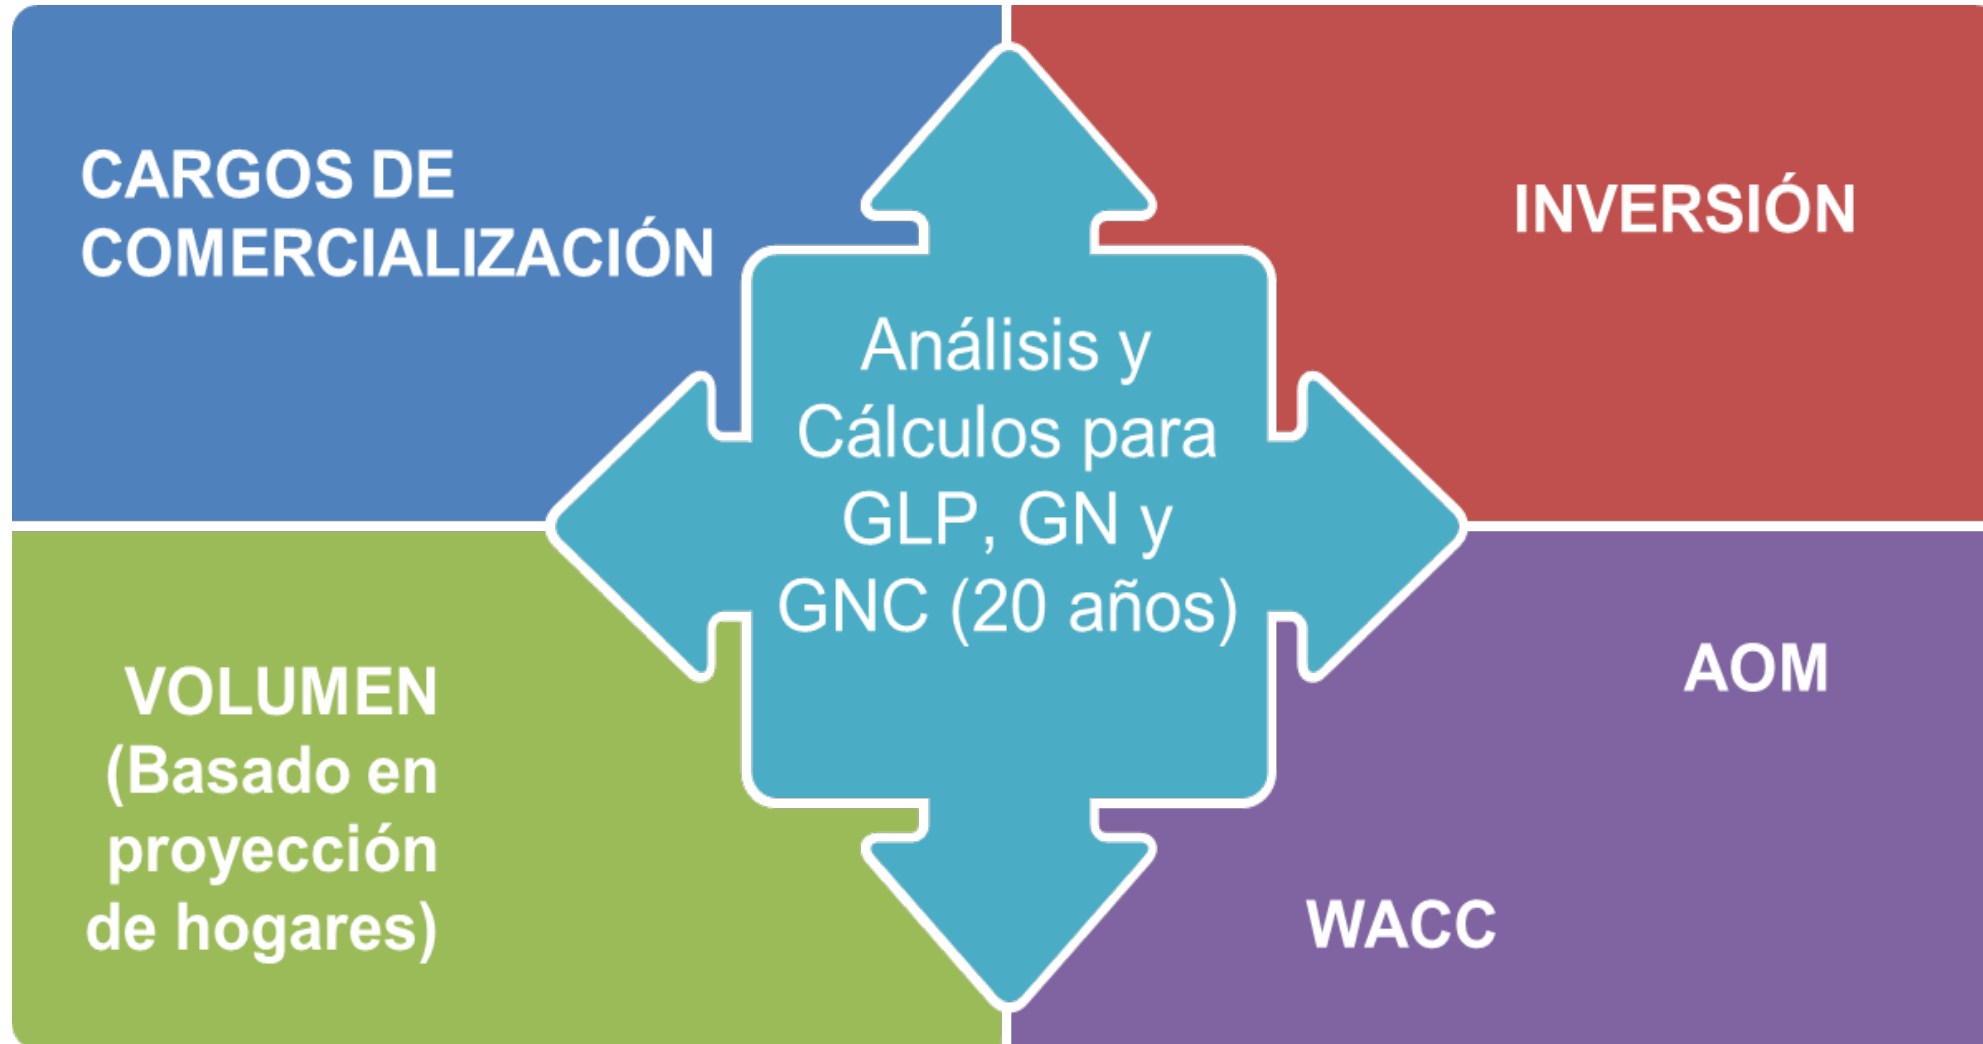 CARGOS DE
COMERCIALIZACIÓN
INVERSIÓN
Análisis y
Cálculos para
GLP, GN y
GNC (20 años)
VOLUMEN
(Basado en
proyección
de hogares)
AOM
WACC